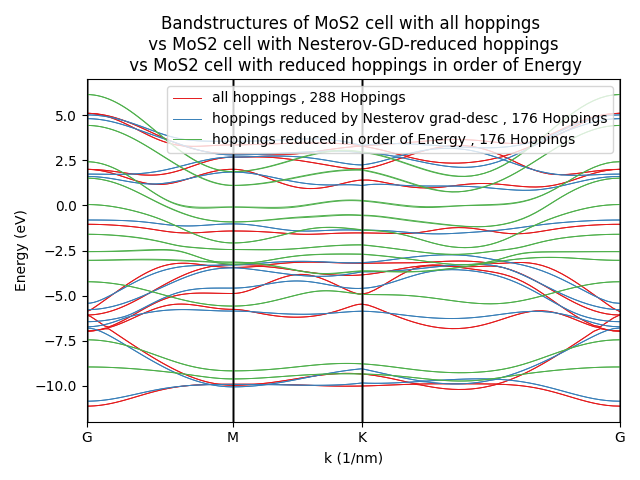 Bandstructures of MoS2 cell with all hoppings
vs MoS2 cell with Nesterov-GD-reduced hoppings
vs MoS2 cell with reduced hoppings in order of Energy
all hoppings , 288 Hoppings
hoppings reduced by Nesterov grad-desc , 176 Hoppings
hoppings reduced in order of Energy , 176 Hoppings
Energy (eV)
5.0
2.5
0.0
−2.5
−5.0
−7.5
−10.0
G
M
K
G
k (1/nm)